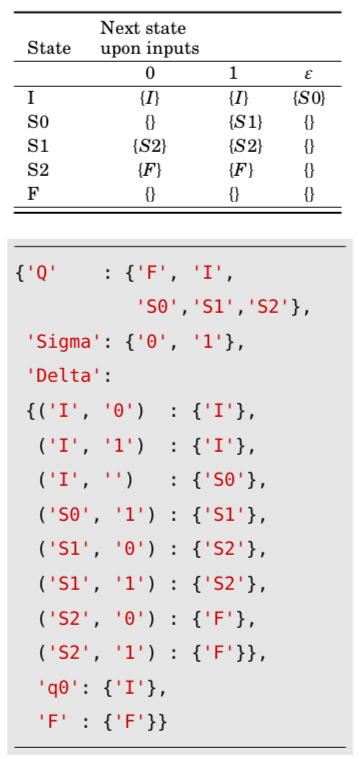 Next state
State upon inputs
0 1 ε
I {I} {I} {S0}
S0 {} {S1} {}
S1 {S2} {S2} {}
S2 {F} {F} {}
F {} {} {}
{'Q' : {'F', 'I',
'S0','S1','S2'},
'Sigma': {'0', '1'},
'Delta':
{('I', '0') : {'I'},
('I', '1') : {'I'},
('I', '') : {'S0'},
('S0', '1') : {'S1'},
('S1', '0') : {'S2'},
('S1', '1') : {'S2'},
('S2', '0') : {'F'},
('S2', '1') : {'F'}},
'q0': {'I'},
'F' : {'F'}}